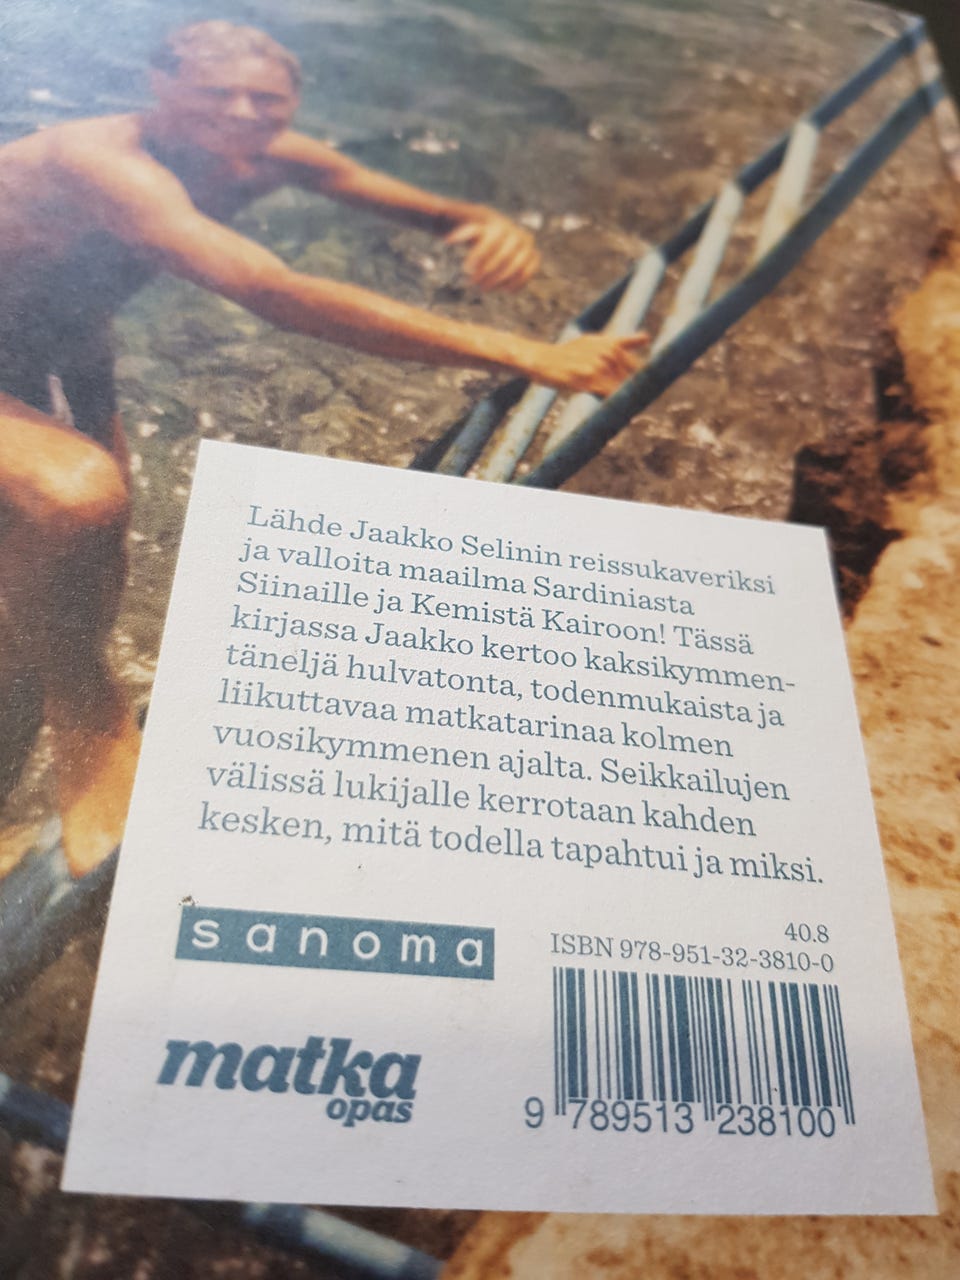 Lähde Jaakko Selinin reissukaveriksi
ja valloita maailma Sardiniasta
Siinaille ja Kemistä Kairoon! Tässä
kirjassa Jaakko kertoo kaksikymmen-
täneljä hulvatonta, todenmukaista ja
liikuttavaa matkatarinaa kolmen
vuosikymmenen ajalta. Seikkailujen
välissä lukijalle kerrotaan kahden
kesken, mitä todella tapahtui ja miksi.
sanoma
matka
opas
40.8
ISBN 978-951-32-3810-0
9 789513 238100